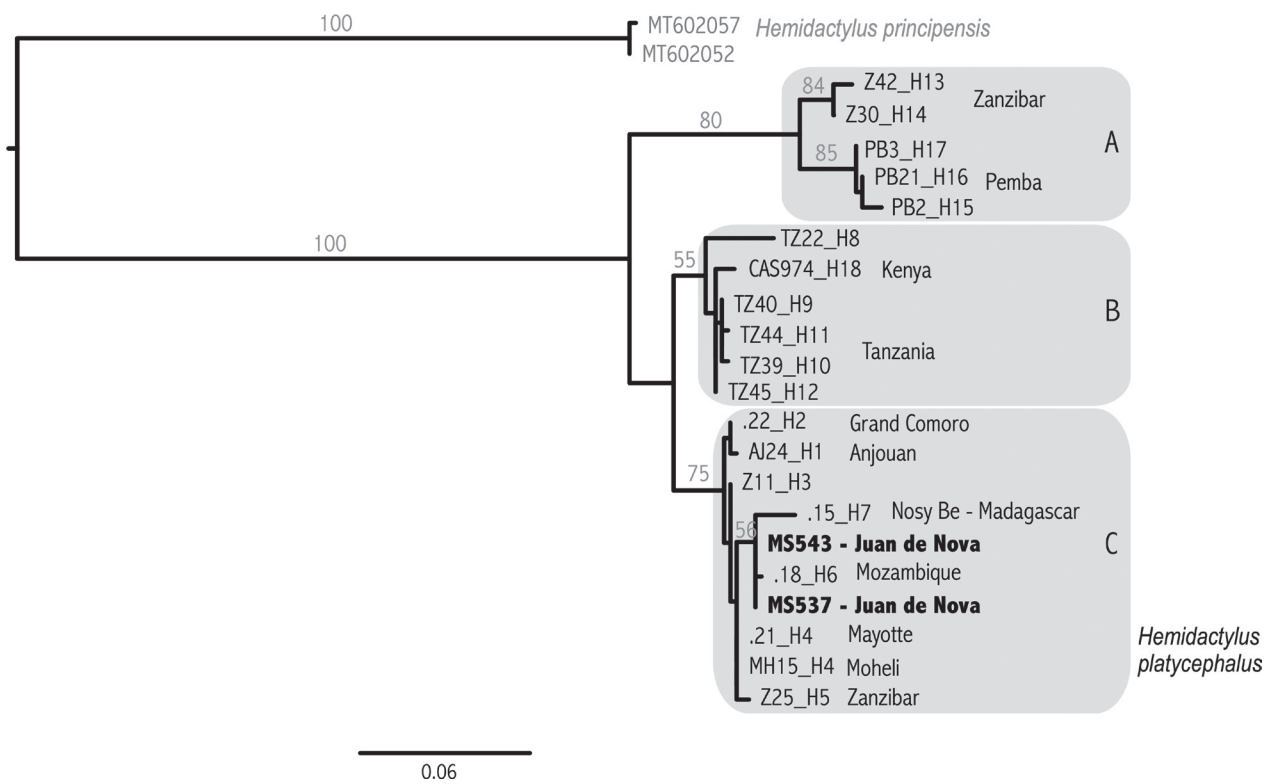 100
MT602057 Hemidactylus principensis
MT602052
84
Z42_H13
Zanzibar
Z30_H14
80
A
85
PB3_H17
PB21_H16 Pemba
PB2_H15
100
TZ22_H8
55
CAS974_H18 Kenya
TZ40_H9
B
TZ44_H11
Tanzania
TZ39_H10
TZ45_H12
.22_H2 Grand Comoro
AJ24_H1 Anjouan
75
Z11_H3
.15_H7 Nosy Be - Madagascar
56
MS543 - Juan de Nova
C
.18_H6 Mozambique
MS537 - Juan de Nova
.21_H4 Mayotte
Hemidactylus
platycephalus
MH15_H4 Moheli
Z25_H5 Zanzibar
0.06